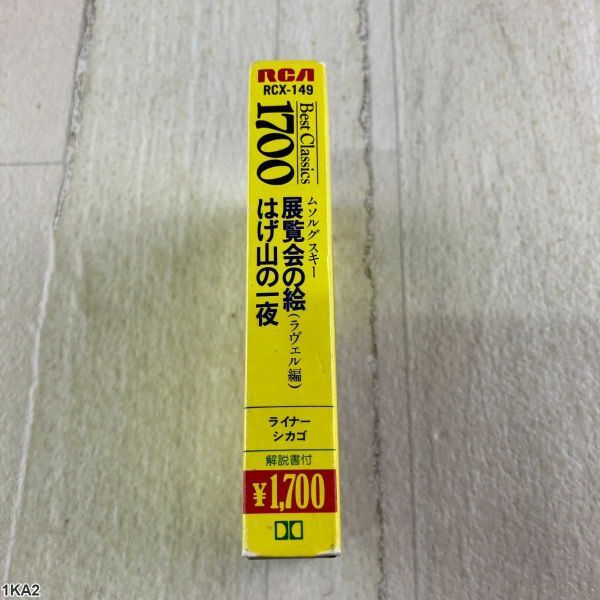 RCA
RCX-149
Best Classics
1700
ムソルグスキー
展覧会の絵(ラヴェル編)
はげ山の一夜
ライナー
シカゴ
解説書付
¥1,700
1KA2